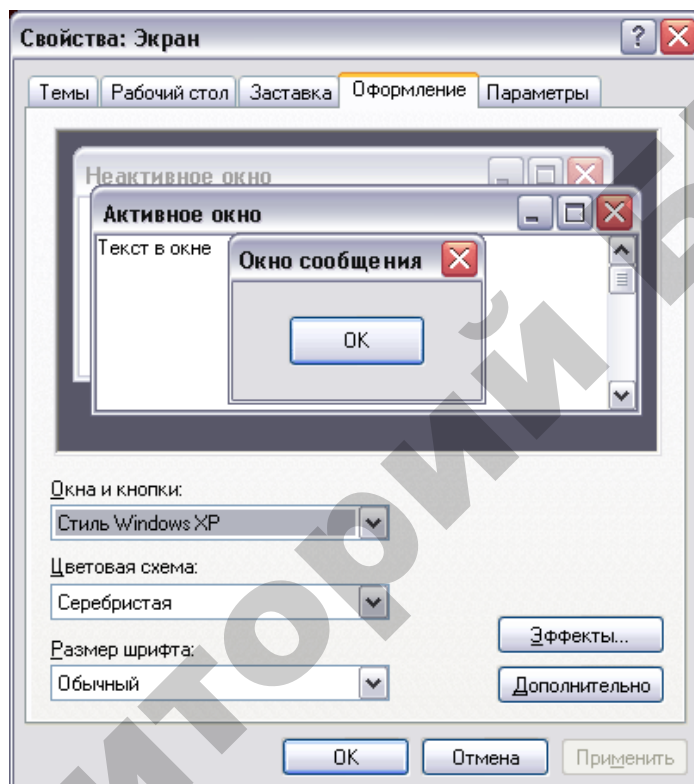 Свойства: Экран
Темы Рабочий стол Заставка Оформление Параметры
Неактивное окно
Активное окно
Текст в окне
Окно сообщения
OK
Окна и кнопки:
Стиль Windows XP
Цветовая схема:
Серебристая
Размер шрифта:
Обычный
Эффекты...
Дополнительно
OK Отмена Применить